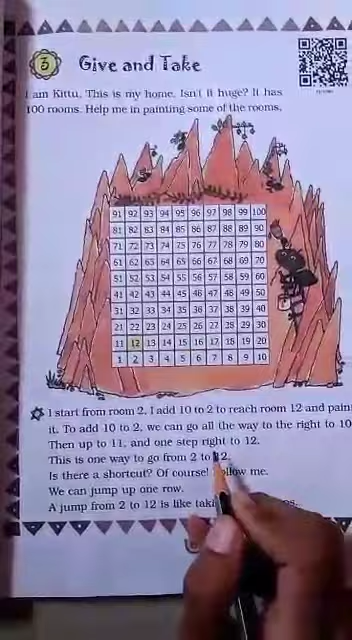 3
Give and Take
I am Kittu. This is my home. Isn't it huge? It has
100 rooms. Help me in painting some of the rooms.
91 92 93 94 95 96 97 98 99 100
81 82 83 84 85 86 87 88 89 90
71 72 73 74 75 76 77 78 79 80
61 62 63 64 65 66 67 68 69 70
51 52 53 54 55 56 57 58 59 60
41 42 43 44 45 46 47 48 49 50
31 32 33 34 35 36 37 38 39 40
21 22 23 24 25 26 27 28 29 30
11 12 13 14 15 16 17 18 19 20
1 2 3 4 5 6 7 8 9 10
I start from room 2. I add 10 to 2 to reach room 12 and pain
it. To add 10 to 2, we can go all the way to the right to 10
Then up to 11, and one step right to 12.
This is one way to go from 2 to 12.
Is there a shortcut? Of course! Follow me.
We can jump up one row.
A jump from 2 to 12 is like taki